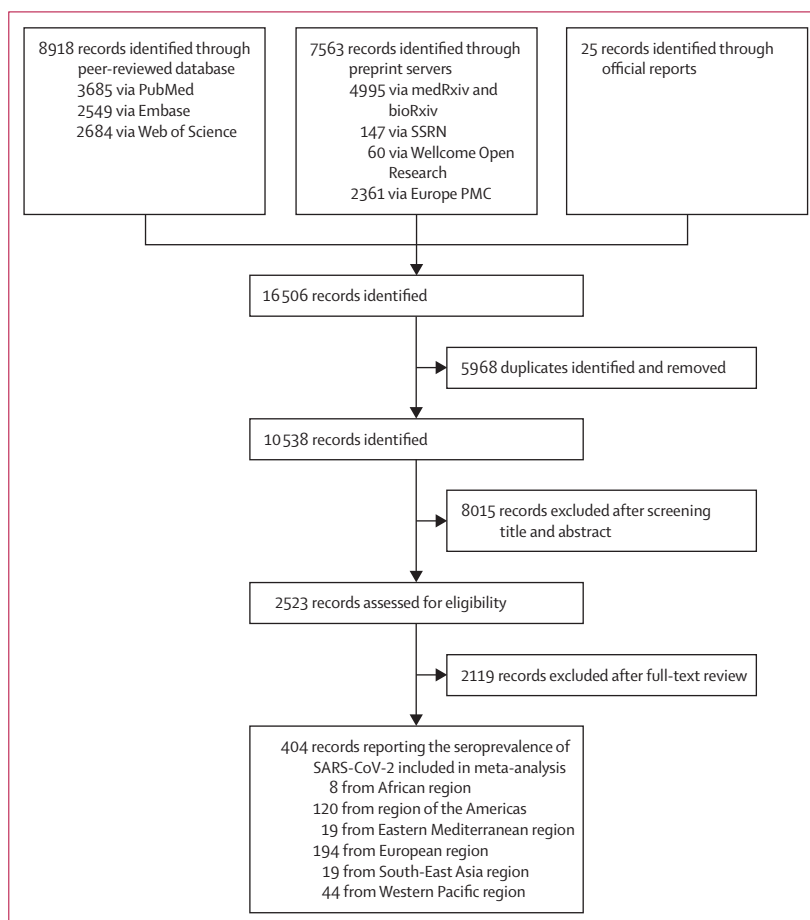 8918 records identified through
peer-reviewed database
3685 via PubMed
2549 via Embase
2684 via Web of Science
7563 records identified through
preprint servers
4995 via medRxiv and
bioRxiv
147 via SSRN
60 via Wellcome Open
Research
2361 via Europe PMC
25 records identified through
official reports
16 506 records identified
5968 duplicates identified and removed
10 538 records identified
8015 records excluded after screening
title and abstract
2523 records assessed for eligibility
2119 records excluded after full-text review
404 records reporting the seroprevalence of
SARS-CoV-2 included in meta-analysis
8 from African region
120 from region of the Americas
19 from Eastern Mediterranean region
194 from European region
19 from South-East Asia region
44 from Western Pacific region